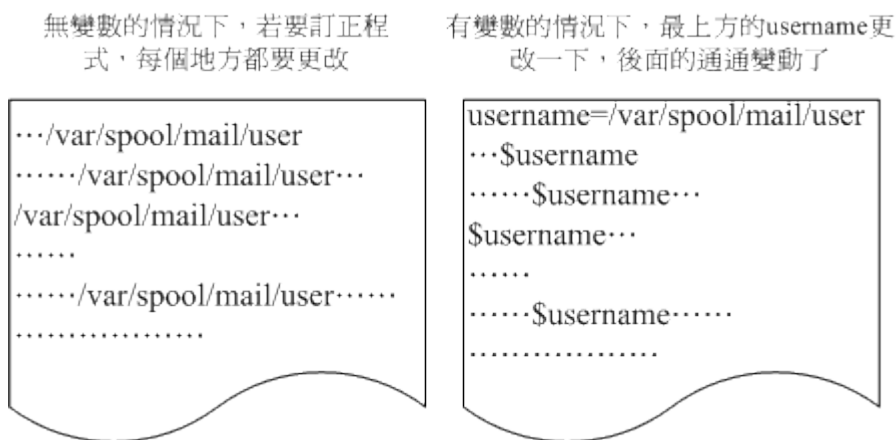 無變數的情況下，若要訂正程
式，每個地方都要更改
…/var/spool/mail/user
……/var/spool/mail/user…
/var/spool/mail/user…
……
……/var/spool/mail/user……
………………
有變數的情況下，最上方的username更
改一下，後面的通通變動了
username=/var/spool/mail/user
…$username
……$username…
$username…
……
……$username……
………………